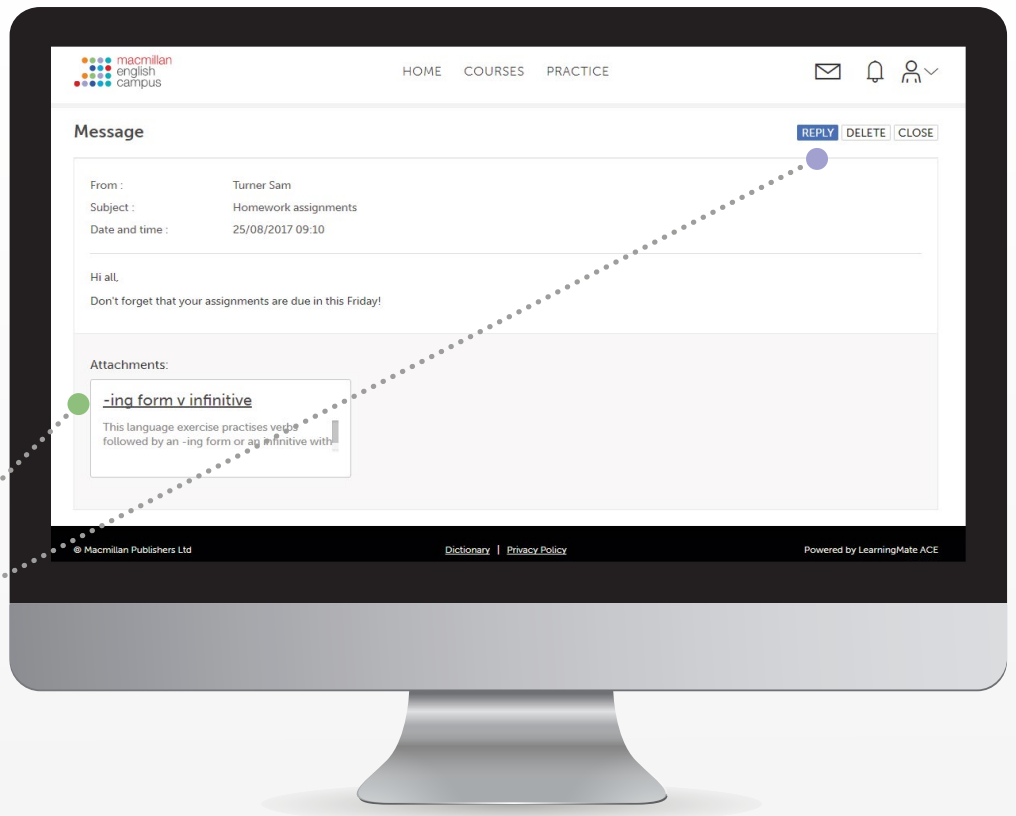 macmillan
english
campus
HOME COURSES PRACTICE
Message
REPLY DELETE CLOSE
From : Turner Sam
Subject : Homework assignments
Date and time : 25/08/2017 09:10
Hi all,
Don't forget that your assignments are due in this Friday!
Attachments:
-ing form v infinitive
This language exercise practises verbs
followed by an -ing form or an infinitive with
© Macmillan Publishers Ltd Dictionary | Privacy Policy Powered by LearningMate ACE